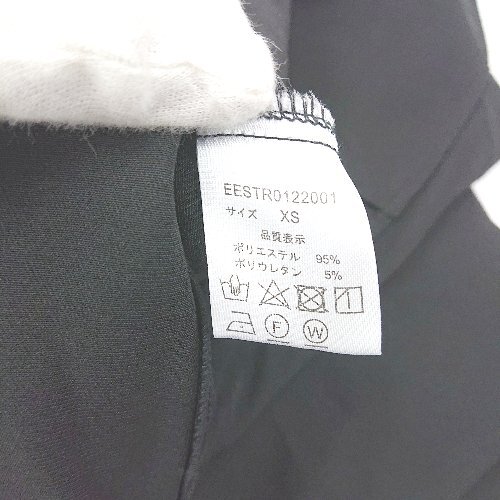 EESTR0122001
サイズ XS
品質表示
ポリエステル 95%
ポリウレタン 5%
F W